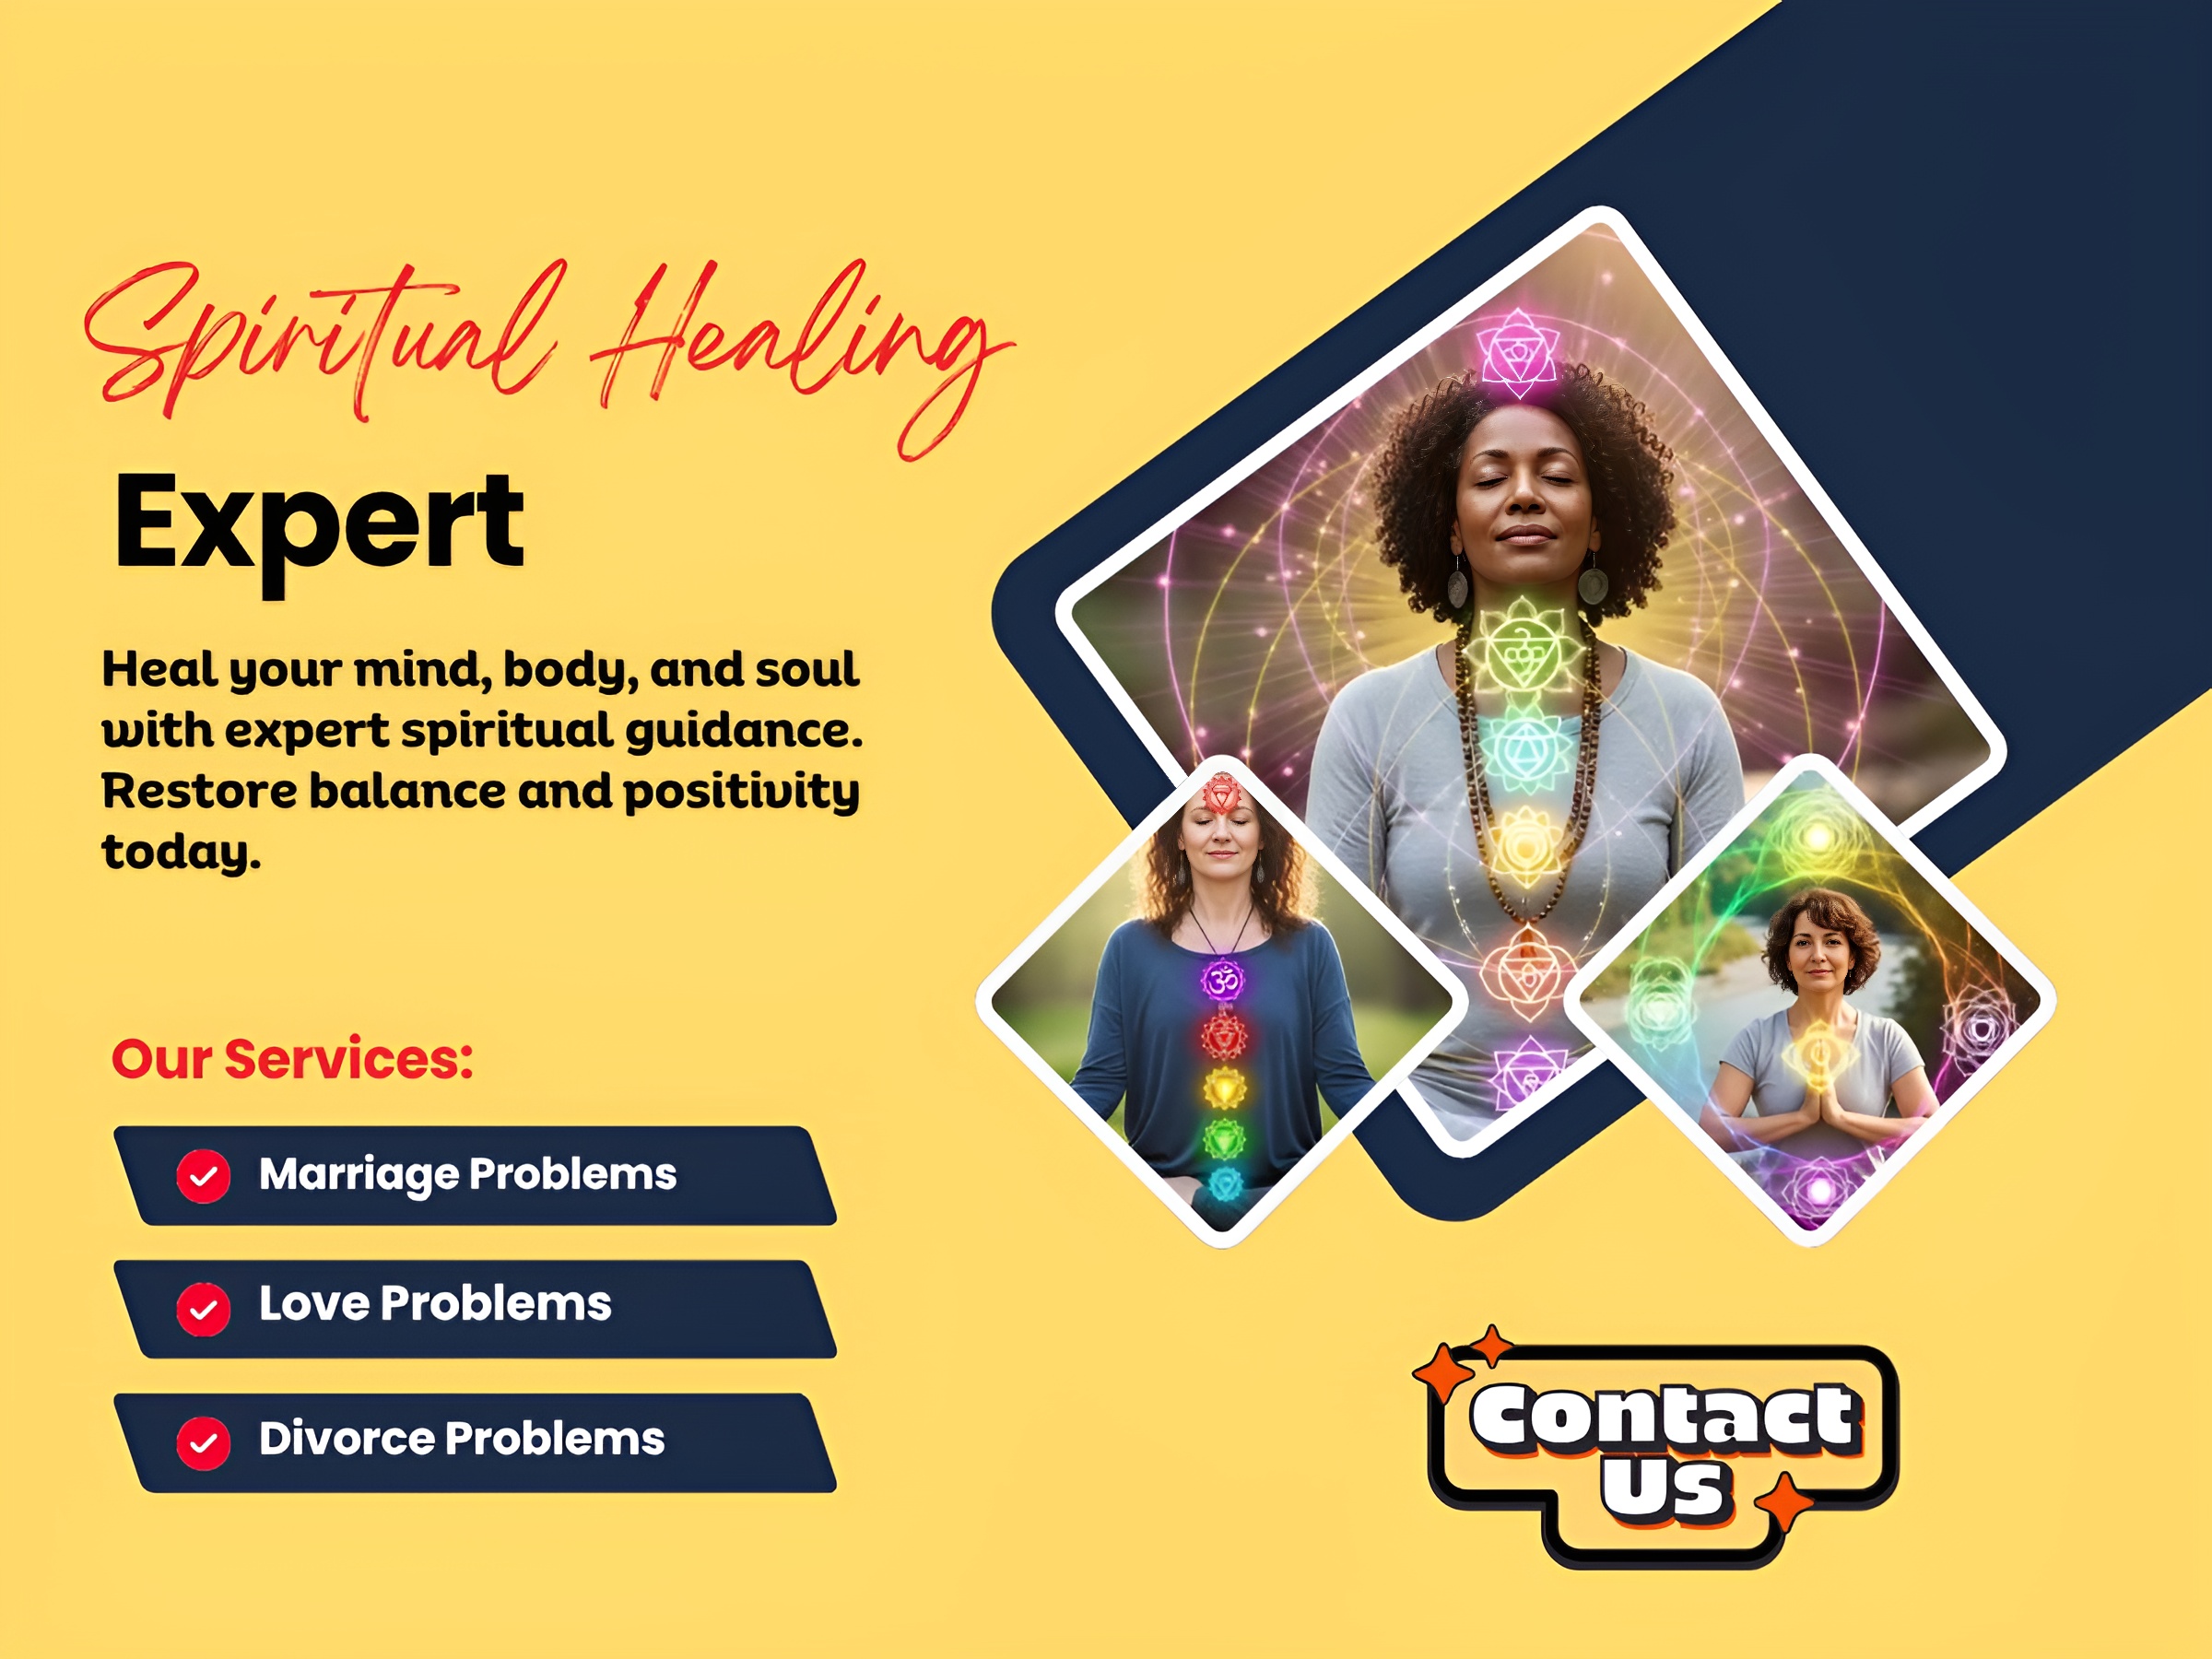 Spiritual Healing
Expert
Heal your mind, body, and soul
with expert spiritual guidance.
Restore balance and positivity
today.
Our Services:
Marriage Problems
Love Problems
Divorce Problems
Contact
Us
ॐ